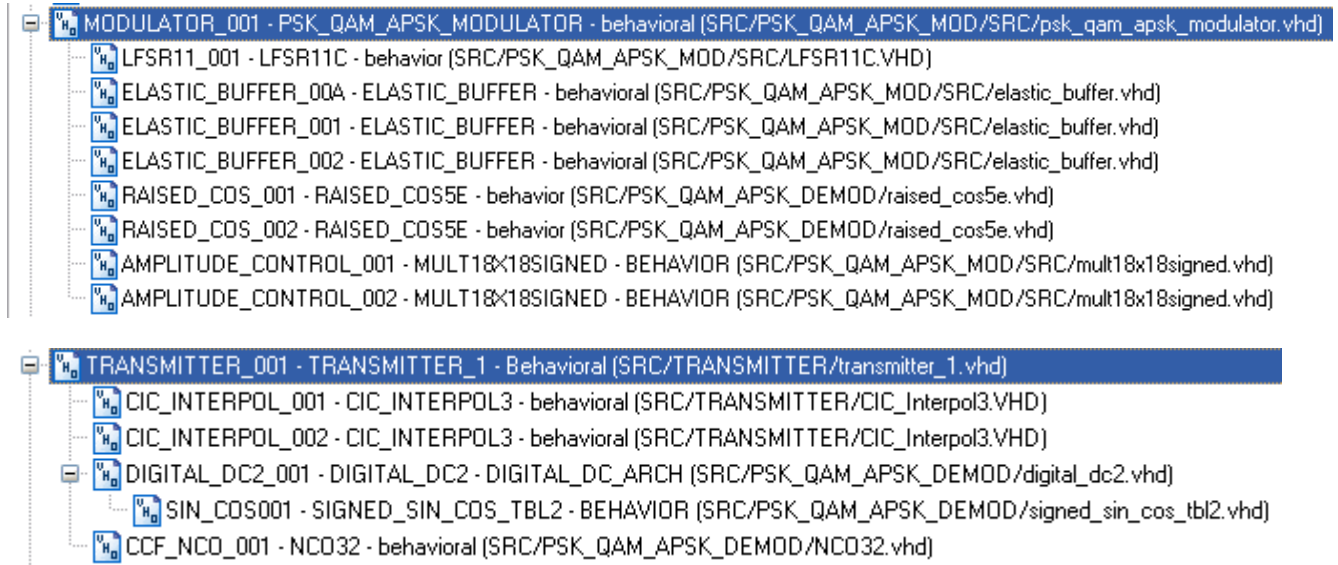 MODULATOR_001 - PSK_QAM_APSK_MODULATOR - behavioral (SRC/PSK_QAM_APSK_MOD/SRC/psk_qam_apsk_modulator.vhd)
LFSR11_001 - LFSR11C - behavior (SRC/PSK_QAM_APSK_MOD/SRC/LFSR11C.VHD)
ELASTIC_BUFFER_00A - ELASTIC_BUFFER - behavioral (SRC/PSK_QAM_APSK_MOD/SRC/elastic_buffer.vhd)
ELASTIC_BUFFER_001 - ELASTIC_BUFFER - behavioral (SRC/PSK_QAM_APSK_MOD/SRC/elastic_buffer.vhd)
ELASTIC_BUFFER_002 - ELASTIC_BUFFER - behavioral (SRC/PSK_QAM_APSK_MOD/SRC/elastic_buffer.vhd)
RAISED_COS_001 - RAISED_COS5E - behavior (SRC/PSK_QAM_APSK_DEMOD/raised_cos5e.vhd)
RAISED_COS_002 - RAISED_COS5E - behavior (SRC/PSK_QAM_APSK_DEMOD/raised_cos5e.vhd)
AMPLITUDE_CONTROL_001 - MULT18X18SIGNED - BEHAVIOR (SRC/PSK_QAM_APSK_MOD/SRC/mult18x18signed.vhd)
AMPLITUDE_CONTROL_002 - MULT18X18SIGNED - BEHAVIOR (SRC/PSK_QAM_APSK_MOD/SRC/mult18x18signed.vhd)
TRANSMITTER_001 - TRANSMITTER_1 - Behavioral (SRC/TRANSMITTER/transmitter_1.vhd)
CIC_INTERPOL_001 - CIC_INTERPOL3 - behavioral (SRC/TRANSMITTER/CIC_Interpol3.VHD)
CIC_INTERPOL_002 - CIC_INTERPOL3 - behavioral (SRC/TRANSMITTER/CIC_Interpol3.VHD)
DIGITAL_DC2_001 - DIGITAL_DC2 - DIGITAL_DC_ARCH (SRC/PSK_QAM_APSK_DEMOD/digital_dc2.vhd)
SIN_COS001 - SIGNED_SIN_COS_TBL2 - BEHAVIOR (SRC/PSK_QAM_APSK_DEMOD/signed_sin_cos_tbl2.vhd)
CCF_NCO_001 - NCO32 - behavioral (SRC/PSK_QAM_APSK_DEMOD/NCO32.vhd)